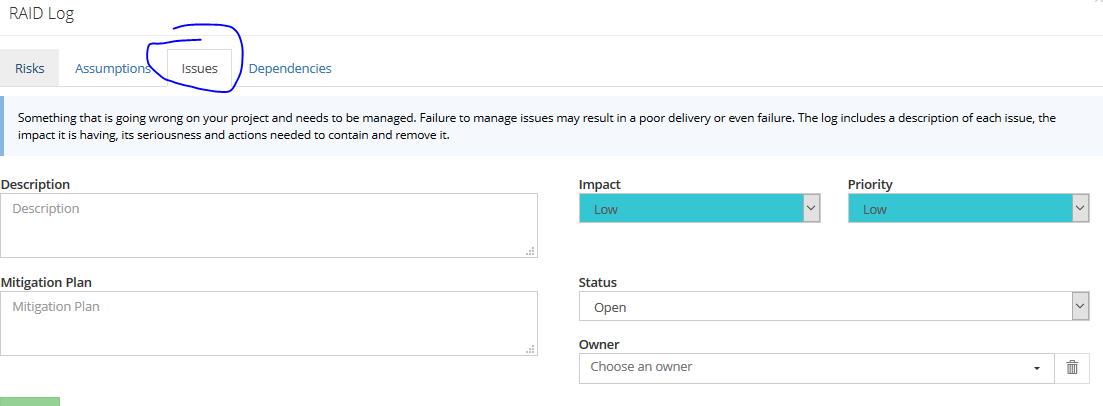 RAID Log
Risks Assumptions Issues Dependencies
Something that is going wrong on your project and needs to be managed. Failure to manage issues may result in a poor delivery or even failure. The log includes a description of each issue, the
impact it is having, its seriousness and actions needed to contain and remove it.
Description Impact Priority
Description Low Low
Mitigation Plan Status
Mitigation Plan Open
Owner
Choose an owner